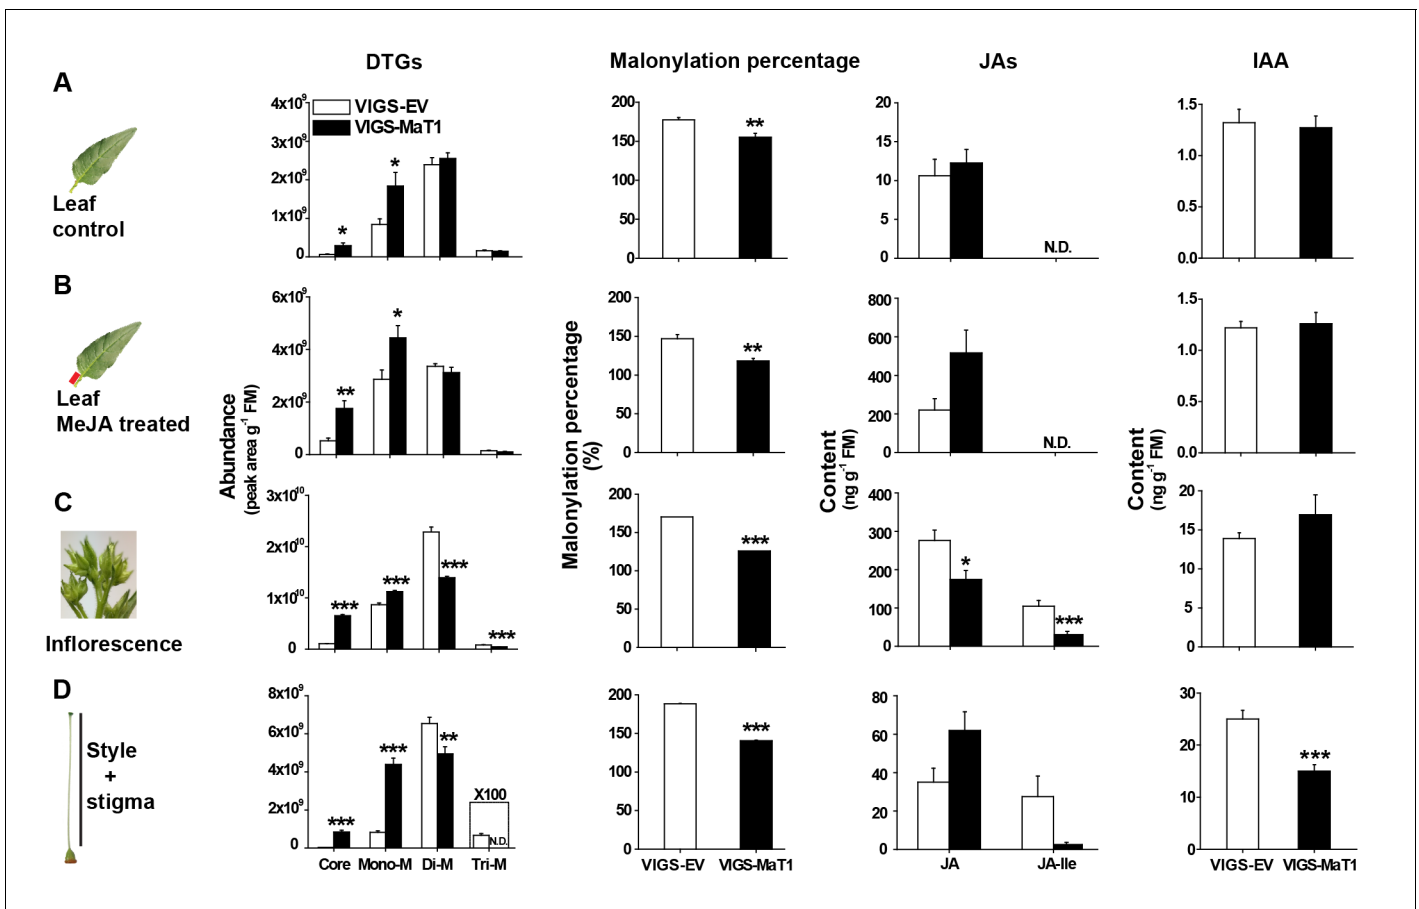 DTGs
Malonylation percentage
JAs
IAA
A
Leaf
control
4x10⁹
3x10⁹
2x10⁹
1x10⁹
0
VIGS-EV
VIGS-MaT1
*
*
200
150
100
50
0
**
20
15
10
5
0
N.D.
1.5
1.0
0.5
0.0
B
Leaf
MeJA treated
6x10⁹
4x10⁹
2x10⁹
0
**
*
200
150
100
50
0
**
800
600
400
200
0
N.D.
1.5
1.0
0.5
0.0
Abundance
(peak area g⁻¹ FM)
Malonylation percentage
(%)
Content
(ng g⁻¹ FM)
Content
(ng g⁻¹ FM)
C
Inflorescence
3x10¹⁰
2x10¹⁰
1x10¹⁰
0
***
***
***
***
200
150
100
50
0
***
400
300
200
100
0
*
***
20
15
10
5
0
D
Style
+
stigma
8x10⁹
6x10⁹
4x10⁹
2x10⁹
0
***
***
**
X100
N.D.
Core Mono-M Di-M Tri-M
200
150
100
50
0
***
VIGS-EV VIGS-MaT1
80
60
40
20
0
JA JA-Ile
30
20
10
0
***
VIGS-EV VIGS-MaT1